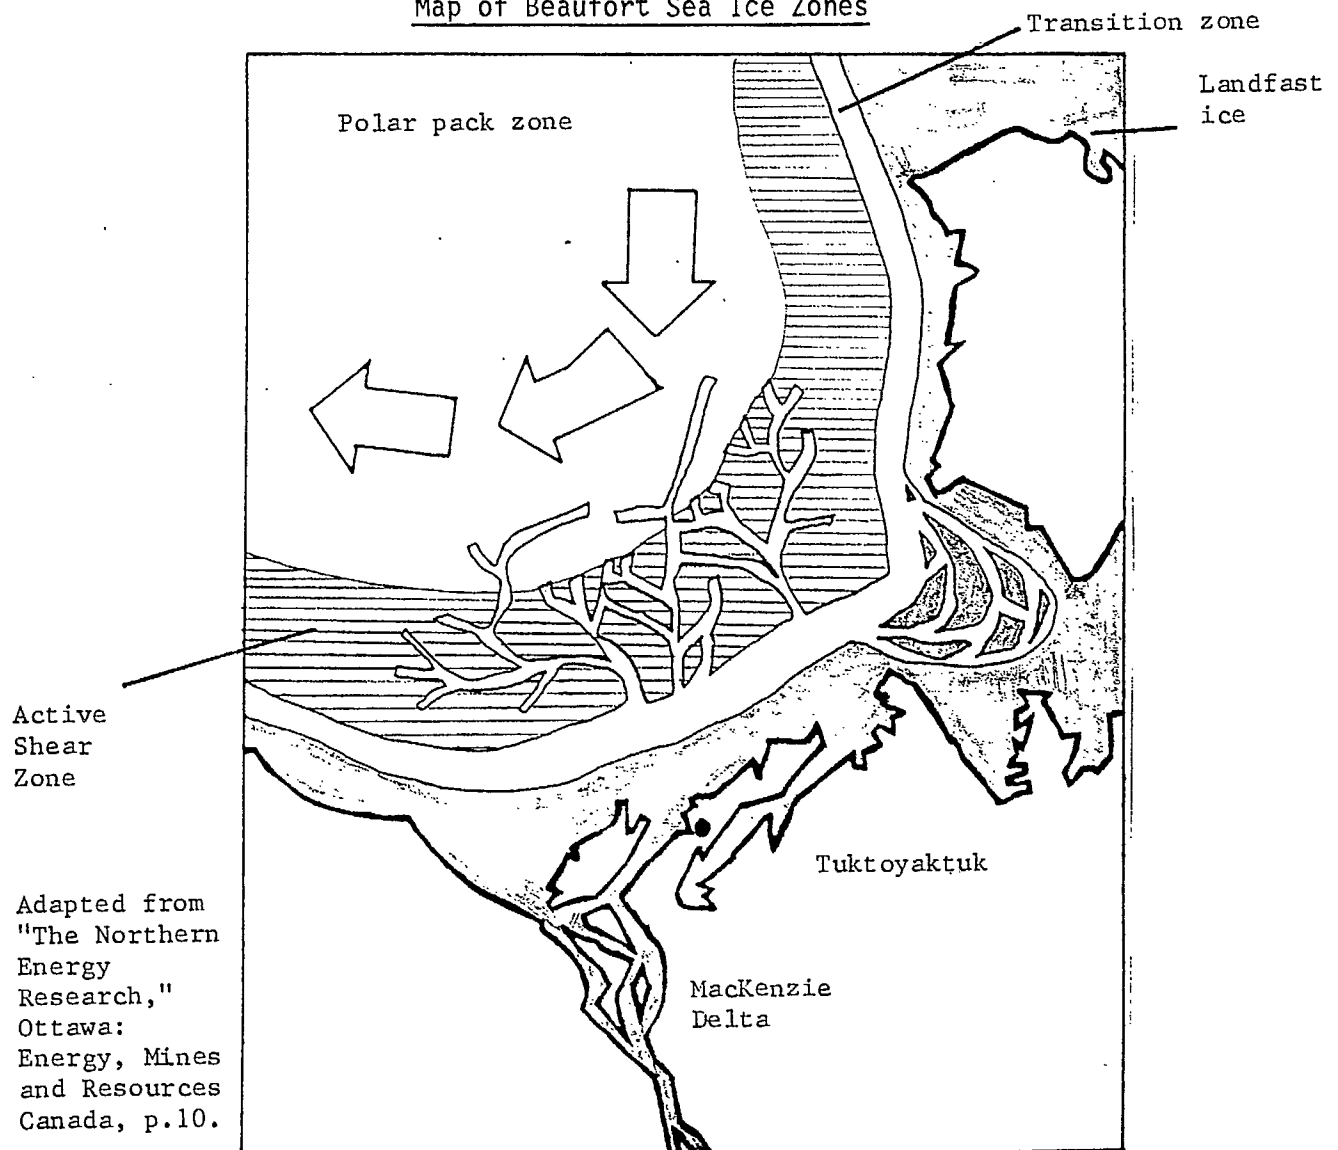 Map of Beaufort Sea Ice Zones
Transition zone
Landfast
ice
Polar pack zone
Active
Shear
Zone
Tuktoyaktuk
Adapted from
"The Northern
Energy
Research,"
Ottawa:
Energy, Mines
and Resources
Canada, p.10.
MacKenzie
Delta